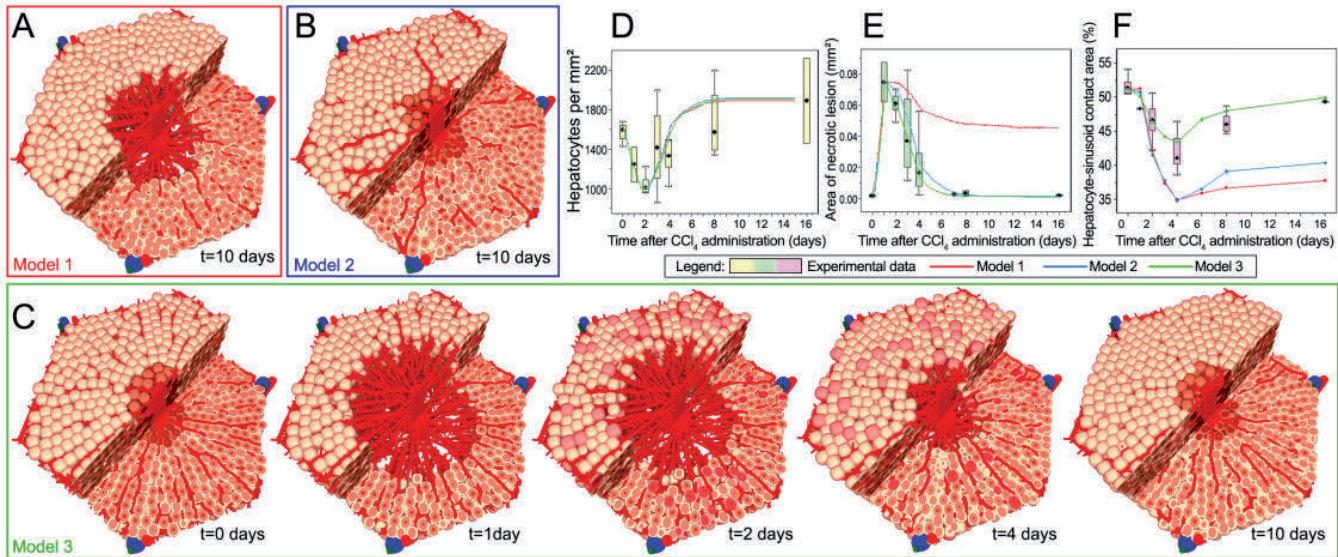 A
t=10 days
Model 1
B
t=10 days
Model 2
D
Hepatocytes per mm²
2200
1800
1400
1000
0 2 4 6 8 10 12 14 16
Time after CCl₄ administration (days)
E
Area of necrotic lesion (mm²)
0.08
0.06
0.04
0.02
0.00
0 2 4 6 8 10 12 14 16
Time after CCl₄ administration (days)
F
Hepatocyte-sinusoid contact area (%)
55
50
45
40
35
0 2 4 6 8 10 12 14 16
Time after CCl₄ administration (days)
Legend: Experimental data Model 1 Model 2 Model 3
C
t=0 days
t=1day
t=2 days
t=4 days
t=10 days
Model 3